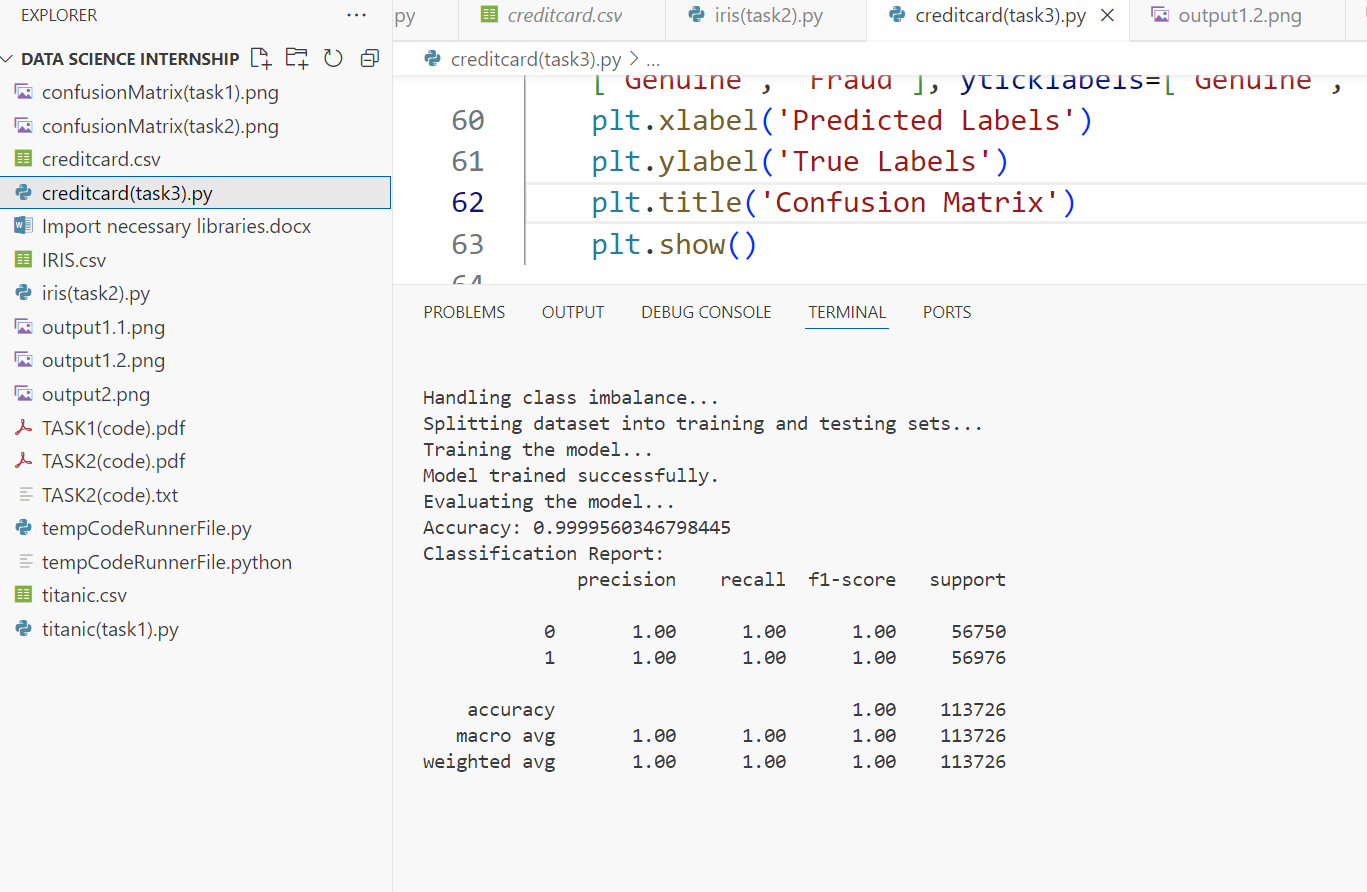 EXPLORER
DATA SCIENCE INTERNSHIP
confusionMatrix(task1).png
confusionMatrix(task2).png
creditcard.csv
creditcard(task3).py
Import necessary libraries.docx
IRIS.csv
iris(task2).py
output1.1.png
output1.2.png
output2.png
TASK1(code).pdf
TASK2(code).pdf
TASK2(code).txt
tempCodeRunnerFile.py
tempCodeRunnerFile.python
titanic.csv
titanic(task1).py
py creditcard.csv iris(task2).py creditcard(task3).py output1.2.png
creditcard(task3).py > ...
['Genuine', 'Fraud'], yticklabels=['Genuine',
60 plt.xlabel('Predicted Labels')
61 plt.ylabel('True Labels')
62 plt.title('Confusion Matrix')
63 plt.show()
64
PROBLEMS OUTPUT DEBUG CONSOLE TERMINAL PORTS
Handling class imbalance...
Splitting dataset into training and testing sets...
Training the model...
Model trained successfully.
Evaluating the model...
Accuracy: 0.9999560346798445
Classification Report:
precision recall f1-score support
0 1.00 1.00 1.00 56750
1 1.00 1.00 1.00 56976
accuracy 1.00 113726
macro avg 1.00 1.00 1.00 113726
weighted avg 1.00 1.00 1.00 113726